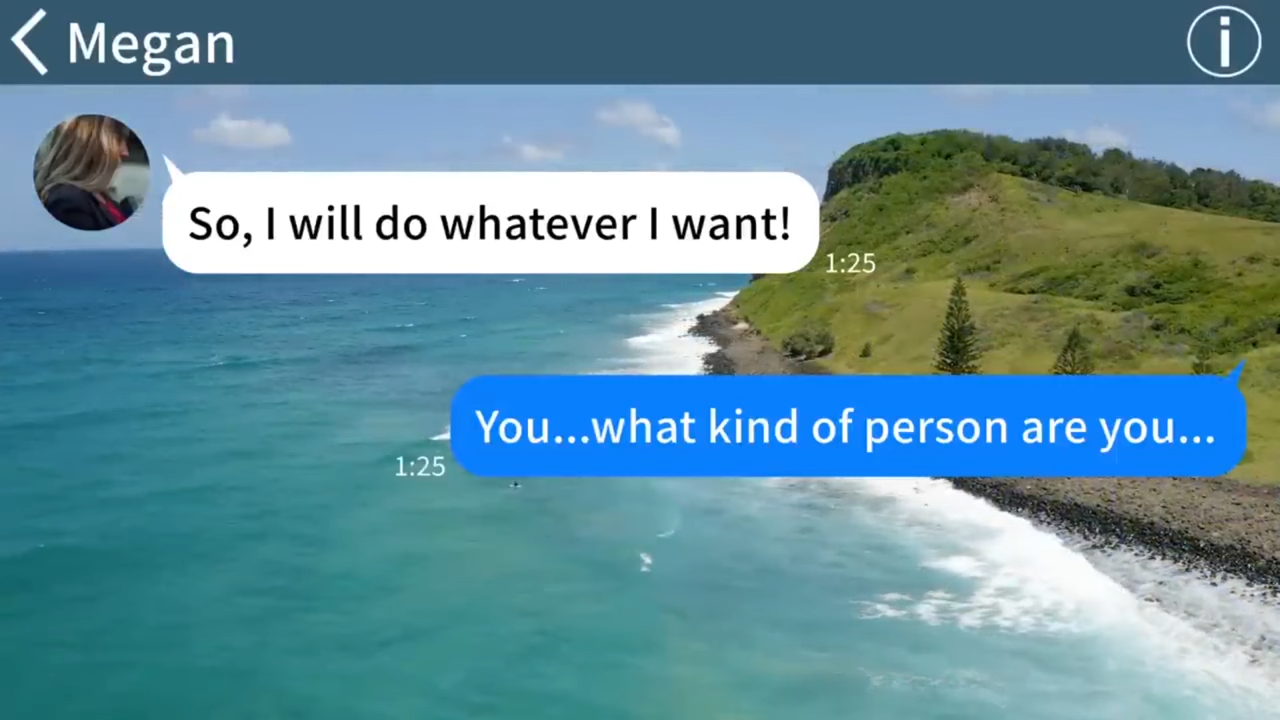 Megan
So, I will do whatever I want!
1:25
You...what kind of person are you...
1:25